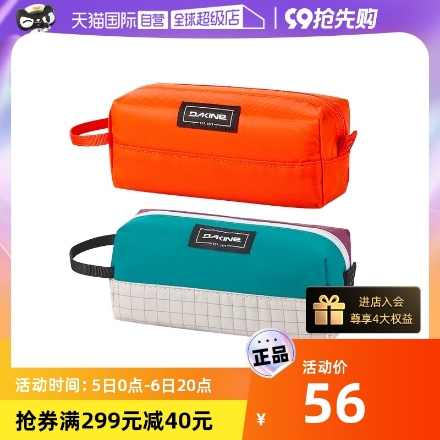 天猫国际自营 全球超级店 99抢先购
DAKINE
DAKINE
进店入会
尊享4大权益
正品
活动时间：5日0点-6日20点
抢券满299元减40元
活动价
¥ 56